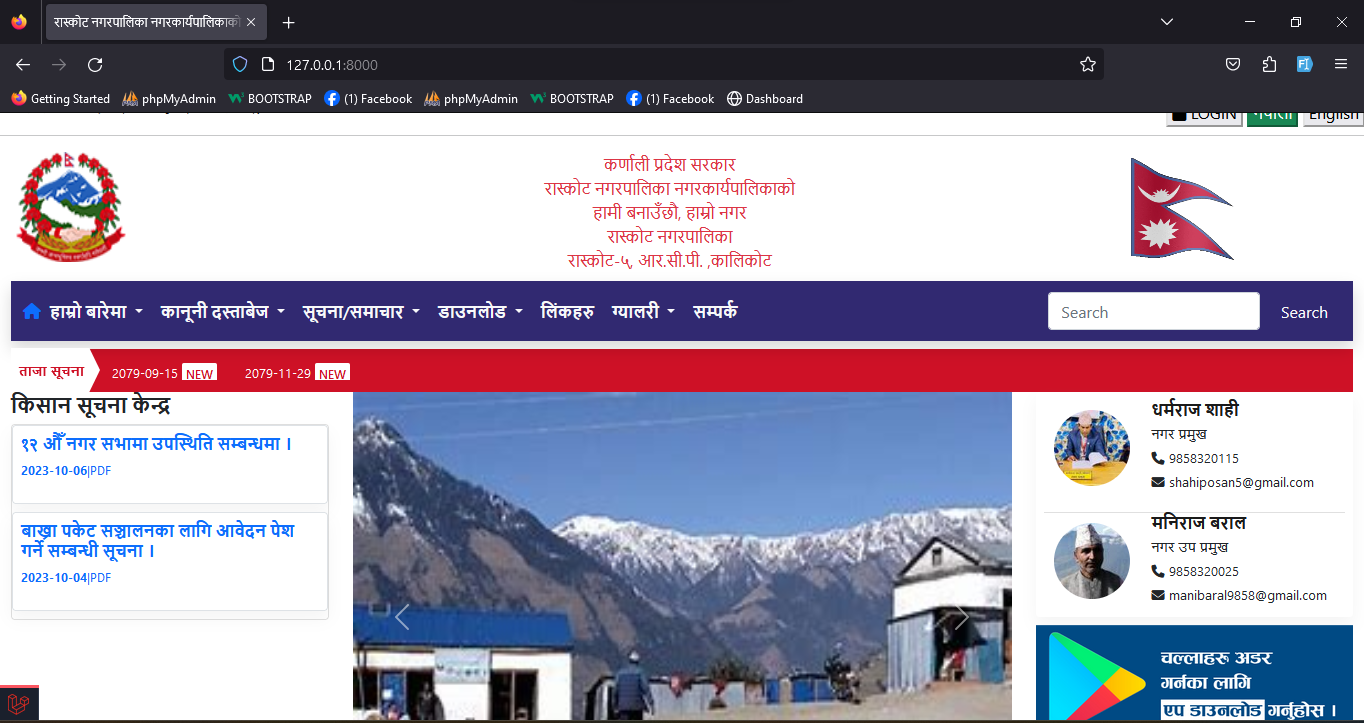 रास्कोट नगरपालिका नगरकार्यपालिकाको
127.0.0.1:8000
Getting Started phpMyAdmin BOOTSTRAP (1) Facebook phpMyAdmin BOOTSTRAP (1) Facebook Dashboard
LOGIN नेपाली English
कर्णाली प्रदेश सरकार
रास्कोट नगरपालिका नगरकार्यपालिकाको
हामी बनाउँछौ, हाम्रो नगर
रास्कोट नगरपालिका
रास्कोट-५, आर.सी.पी. ,कालिकोट
हाम्रो बारेमा कानूनी दस्ताबेज सूचना/समाचार डाउनलोड लिंकहरु ग्यालरी सम्पर्क Search Search
ताजा सूचना 2079-09-15 NEW 2079-11-29 NEW
किसान सूचना केन्द्र
१२ औँ नगर सभामा उपस्थिति सम्बन्धमा ।
2023-10-06|PDF
बाख्रा पकेट सञ्चालनका लागि आवेदन पेश
गर्ने सम्बन्धी सूचना ।
2023-10-04|PDF
धर्मराज शाही
नगर प्रमुख
9858320115
shahiposan5@gmail.com
मनिराज बराल
नगर उप प्रमुख
9858320025
manibaral9858@gmail.com
चल्लाहरू अडर
गर्नका लागि
एप डाउनलोड गर्नुहोस ।